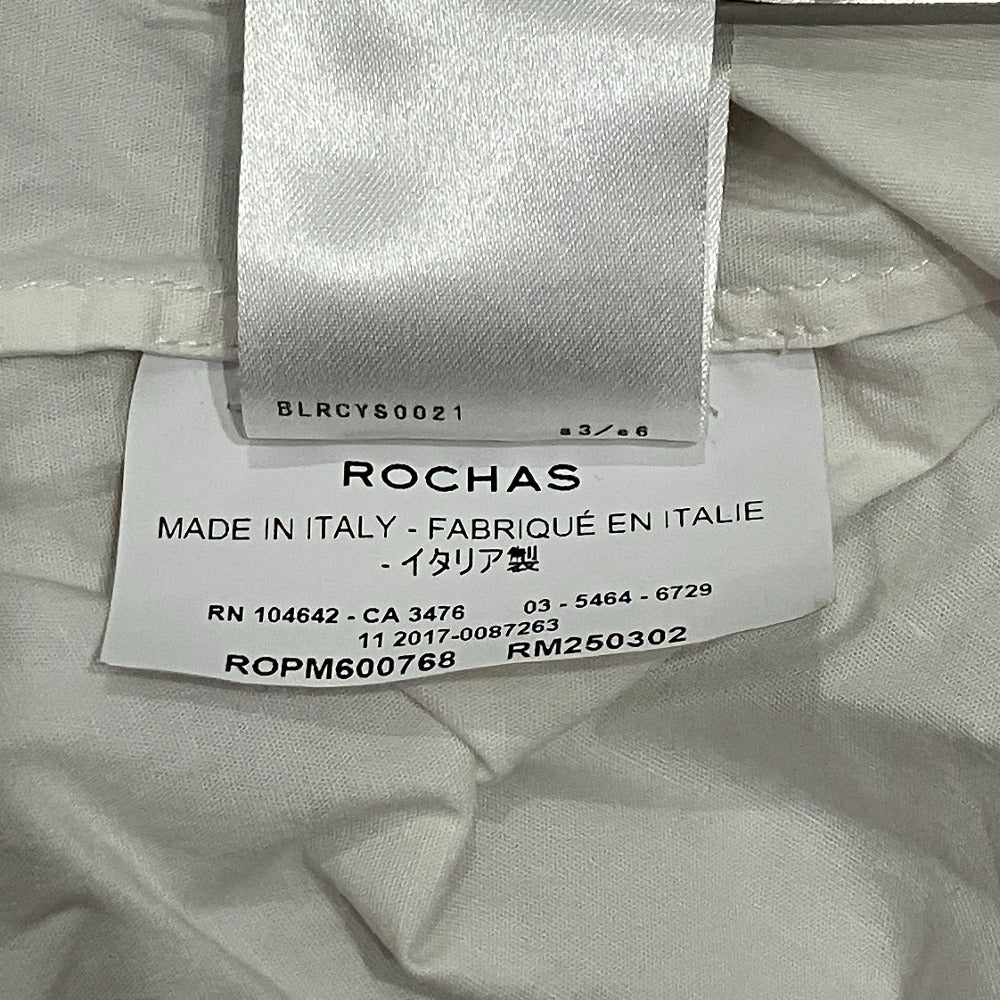 BLRCYS0021
a3/e6
ROCHAS
MADE IN ITALY - FABRIQUÉ EN ITALIE
- イタリア製
RN 104642 - CA 3476 03 - 5464 - 6729
11 2017-0087263
ROPM600768 RM250302